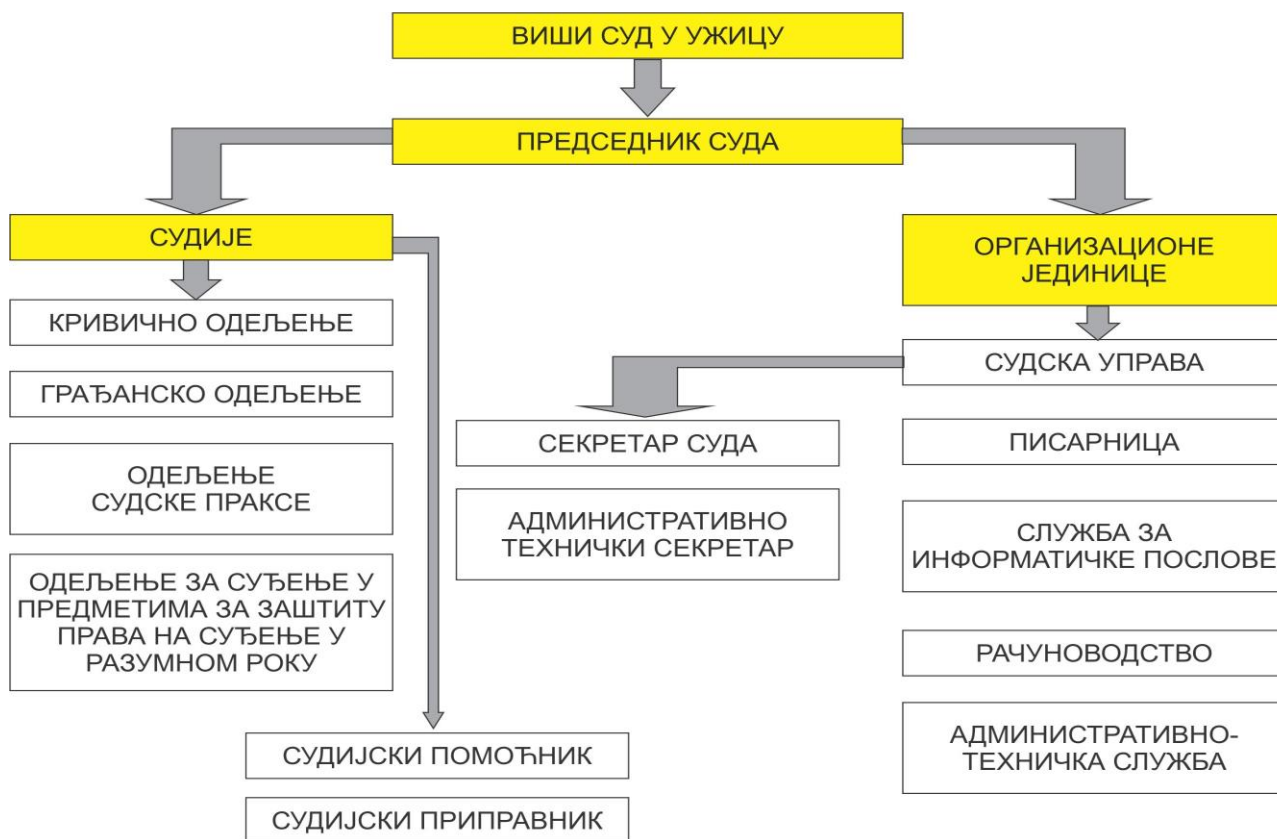 ВИШИ СУД У УЖИЦУ
ПРЕДСЕДНИК СУДА
СУДИЈЕ
КРИВИЧНО ОДЕЉЕЊЕ
ГРАЂАНСКО ОДЕЉЕЊЕ
ОДЕЉЕЊЕ
СУДСКЕ ПРАКСЕ
ОДЕЉЕЊЕ ЗА СУЂЕЊЕ У
ПРЕДМЕТИМА ЗА ЗАШТИТУ
ПРАВА НА СУЂЕЊЕ У
РАЗУМНОМ РОКУ
СУДИЈСКИ ПОМОЋНИК
СУДИЈСКИ ПРИПРАВНИК
СЕКРЕТАР СУДА
АДМИНИСТРАТИВНО
ТЕХНИЧКИ СЕКРЕТАР
ОРГАНИЗАЦИОНЕ
ЈЕДИНИЦЕ
СУДСКА УПРАВА
ПИСАРНИЦА
СЛУЖБА ЗА
ИНФОРМАТИЧКЕ ПОСЛОВЕ
РАЧУНОВОДСТВО
АДМИНИСТРАТИВНО-
ТЕХНИЧКА СЛУЖБА